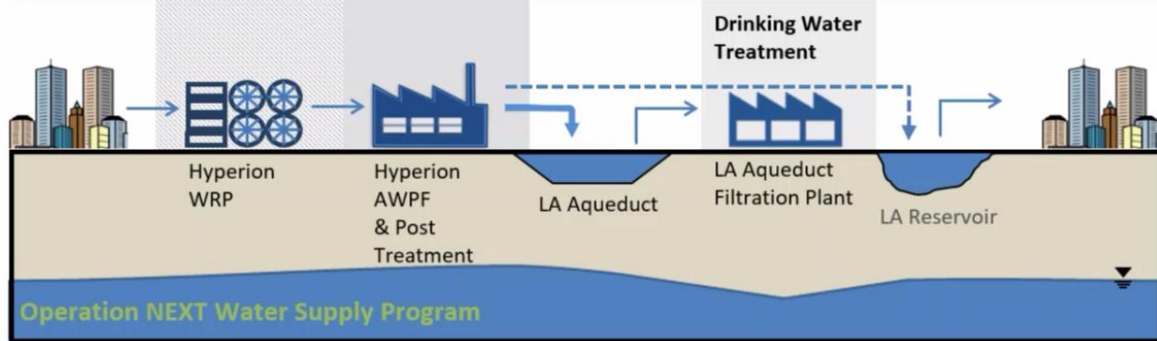 Drinking Water
Treatment
Hyperion
WRP
Hyperion
AWPF
& Post
Treatment
LA Aqueduct
LA Aqueduct
Filtration Plant
LA Reservoir
Operation NEXT Water Supply Program